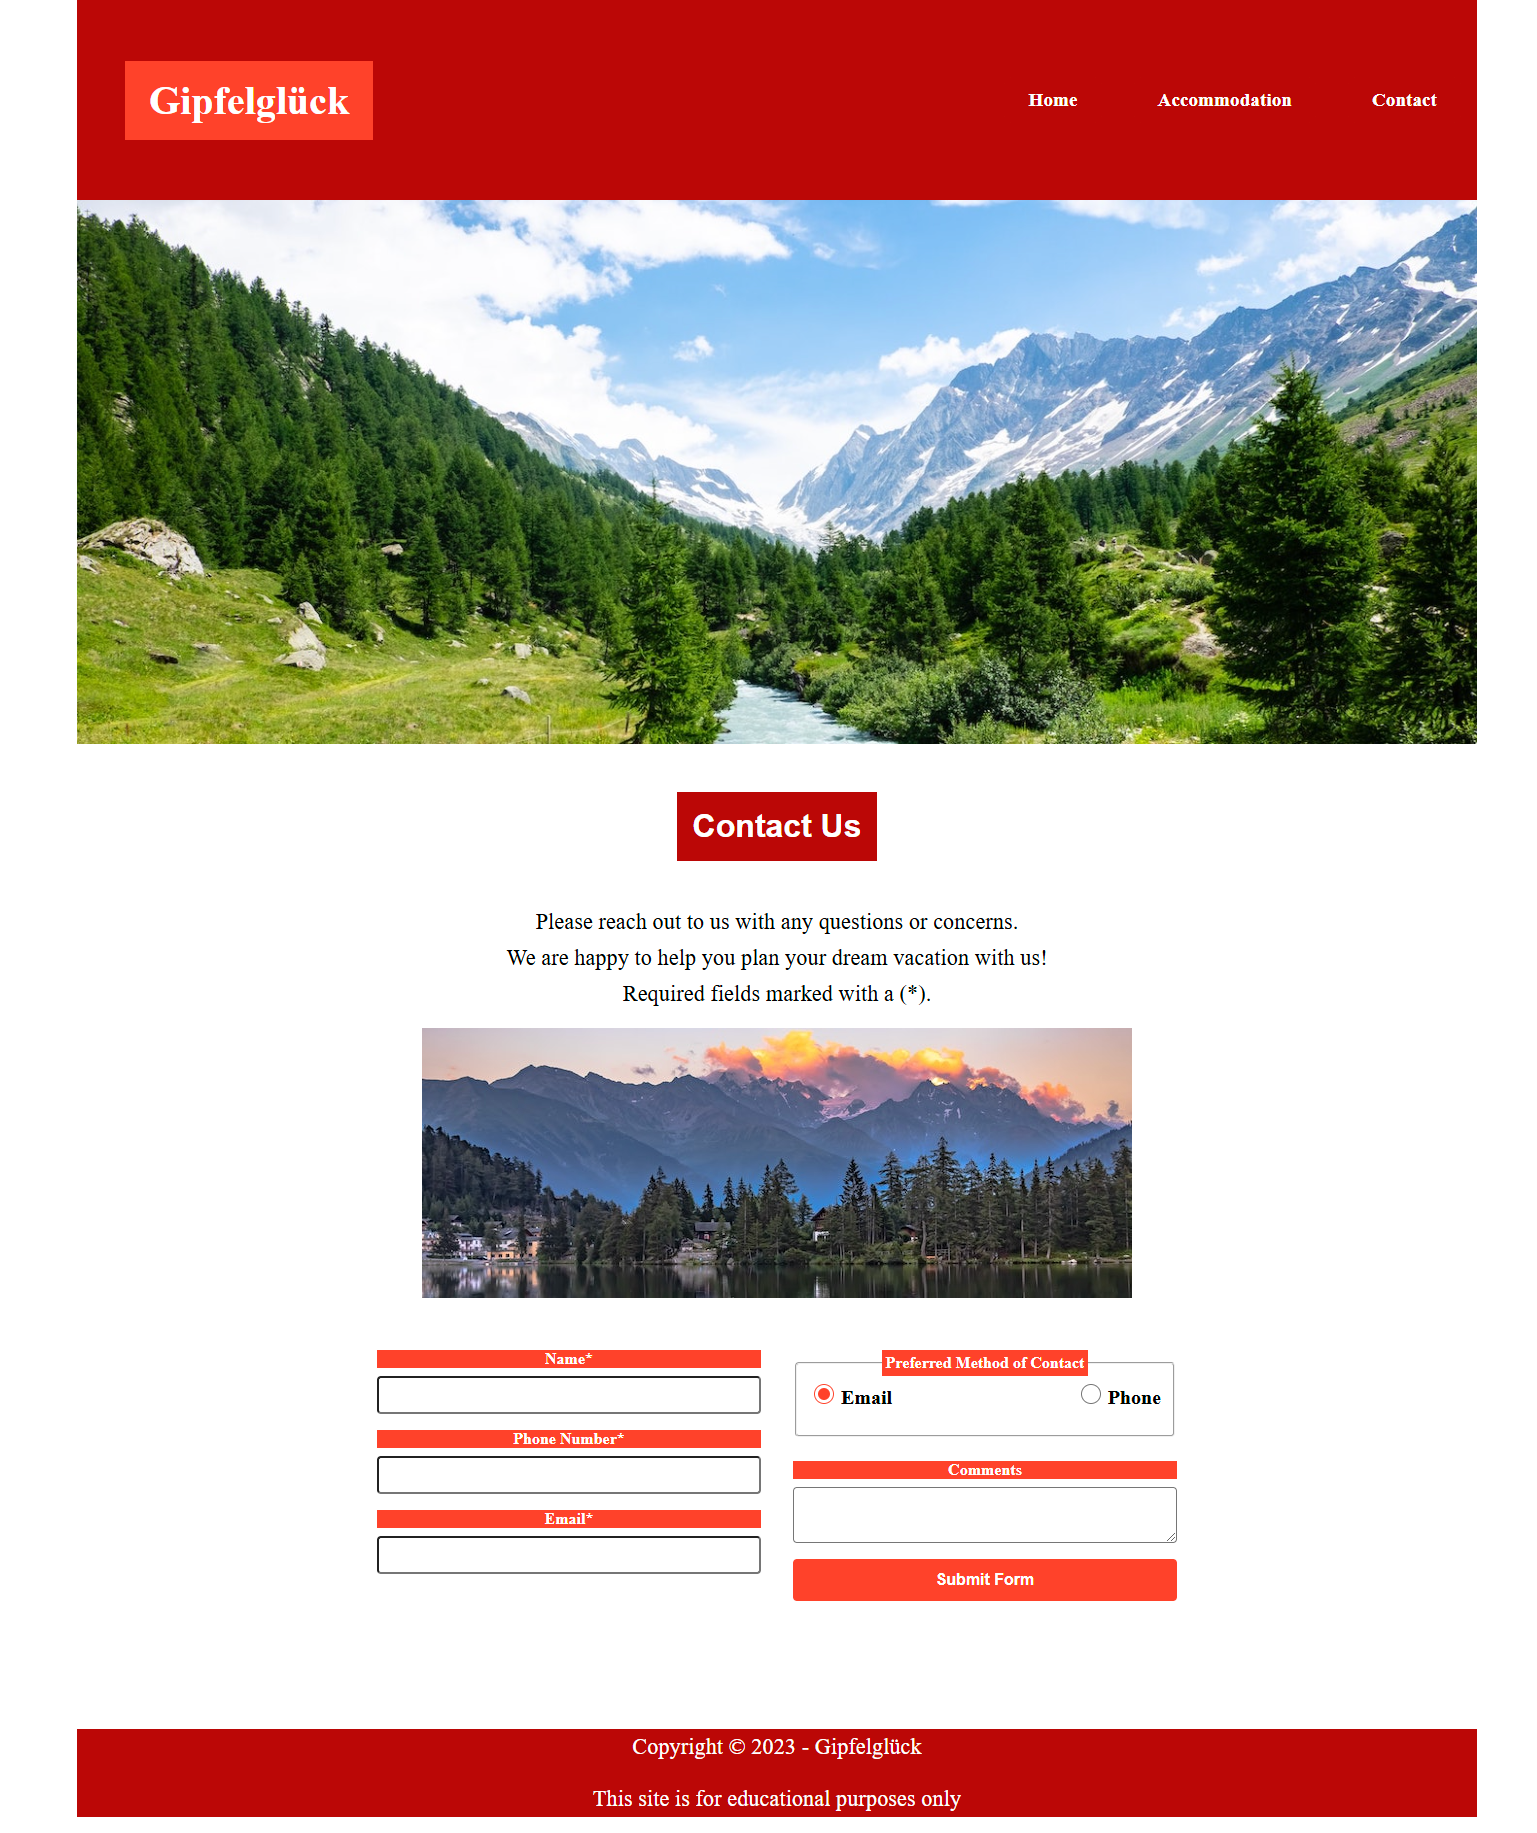 Gipfelglück
Home Accommodation Contact
Contact Us
Please reach out to us with any questions or concerns.
We are happy to help you plan your dream vacation with us!
Required fields marked with a (*).
Name*
Phone Number*
Email*
Preferred Method of Contact
Email Phone
Comments
Submit Form
Copyright © 2023 - Gipfelglück
This site is for educational purposes only